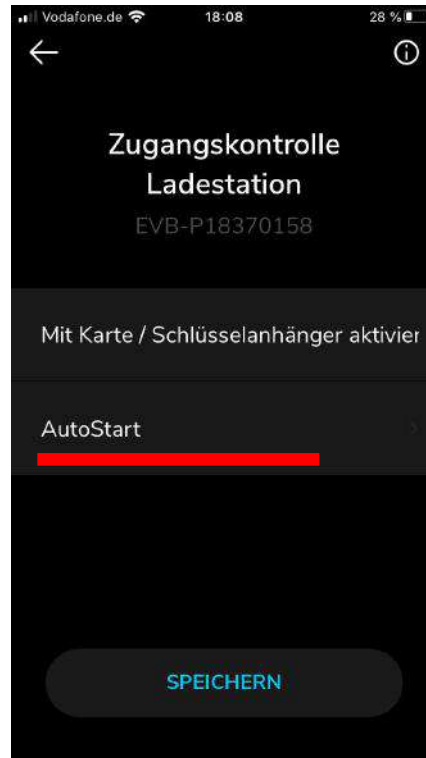 Vodafone.de 18:08 28 %
Zugangskontrolle
Ladestation
EVB-P18370158
Mit Karte / Schlüsselanhänger aktivier
AutoStart
SPEICHERN